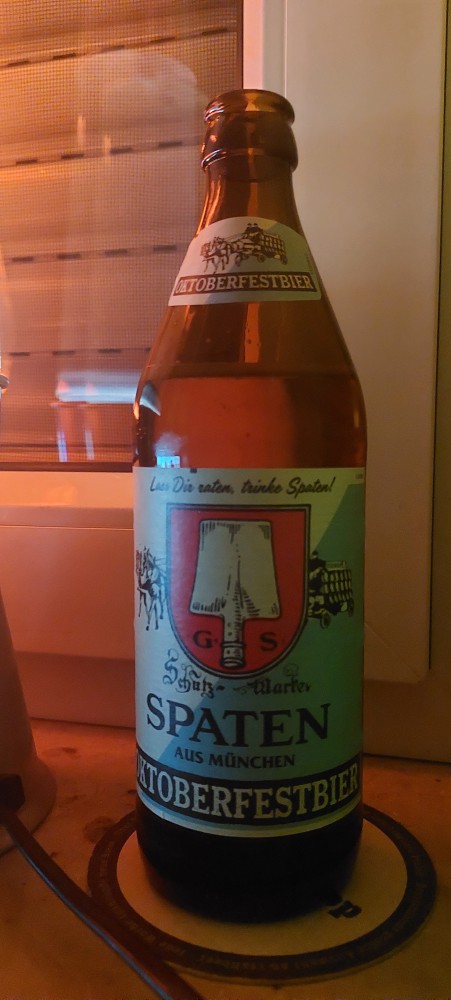 OKTOBERFESTBIER
Lass Dir raten, trinke Spaten!
G. S
Schutz-Marke.
SPATEN
AUS MÜNCHEN
OKTOBERFESTBIER